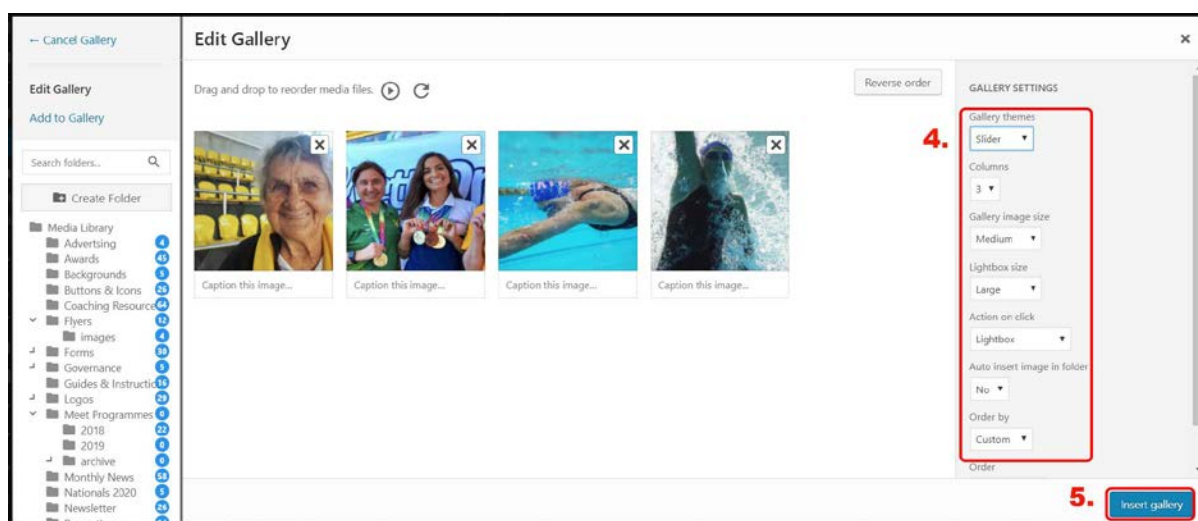 ← Cancel Gallery
Edit Gallery
Add to Gallery
Search folders...
Create Folder
Media Library
Advertsing 4
Awards 45
Backgrounds 5
Buttons & Icons 26
Coaching Resource 64
Flyers 12
images 4
Forms 30
Governance 5
Guides & Instructio 16
Logos 29
Meet Programmes 0
2018 22
2019 0
archive 0
Monthly News 58
Nationals 2020 5
Newsletter 26
Edit Gallery
Drag and drop to reorder media files.
Reverse order
Caption this image...
Caption this image...
Caption this image...
Caption this image...
GALLERY SETTINGS
4.
Gallery themes
Slider
Columns
3
Gallery image size
Medium
Lightbox size
Large
Action on click
Lightbox
Auto insert image in folder
No
Order by
Custom
Order
5.
Insert gallery